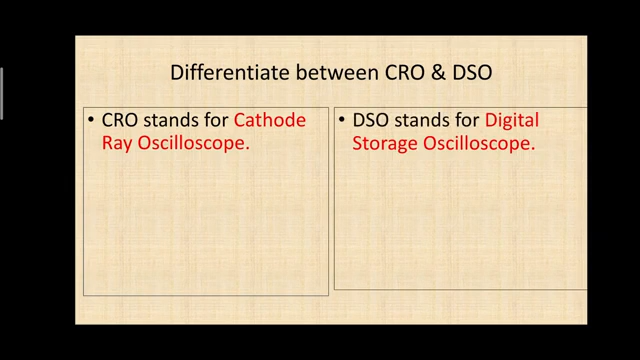 Differentiate between CRO & DSO
• CRO stands for Cathode
Ray Oscilloscope.
• DSO stands for Digital
Storage Oscilloscope.